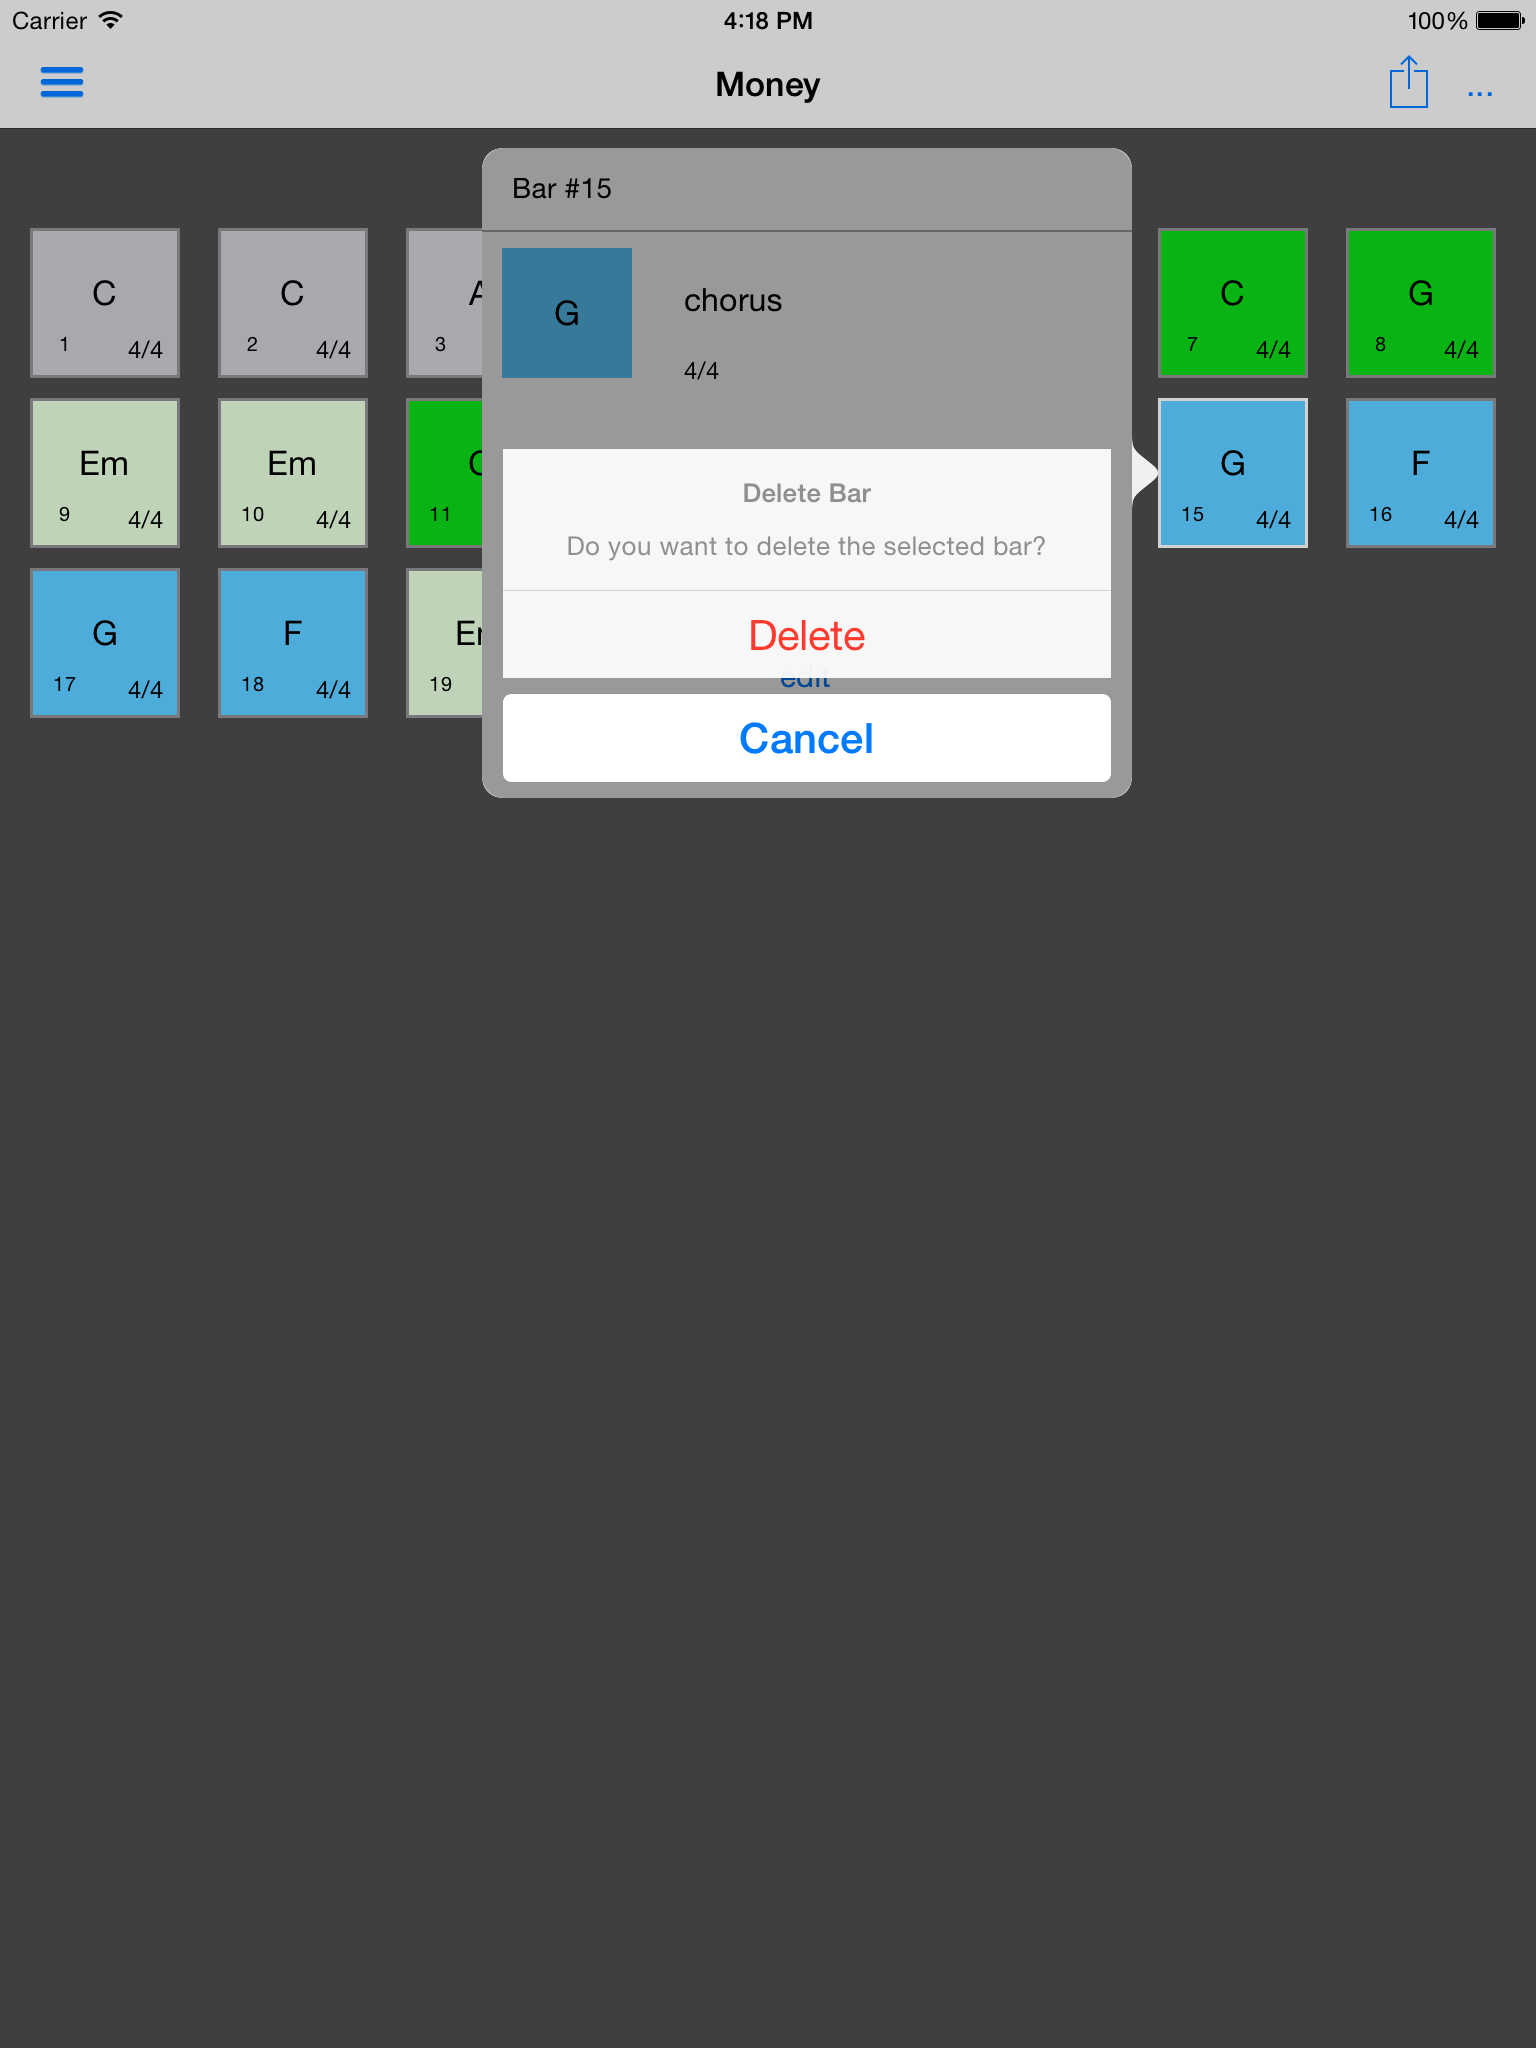 Carrier 4:18 PM 100%
Money ...
Bar #15
C
1 4/4
C
2 4/4
3
C
7 4/4
G
8 4/4
G
chorus
4/4
Em
9 4/4
Em
10 4/4
11
G
15 4/4
F
16 4/4
Delete Bar
Do you want to delete the selected bar?
Delete
edit
Cancel
G
17 4/4
F
18 4/4
19